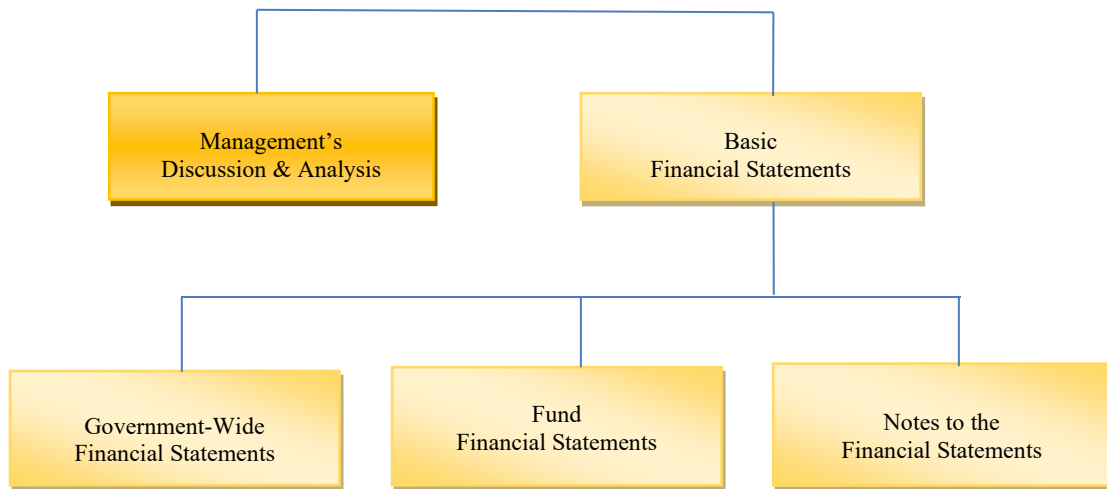 Management’s
Discussion & Analysis
Basic
Financial Statements
Government-Wide
Financial Statements
Fund
Financial Statements
Notes to the
Financial Statements